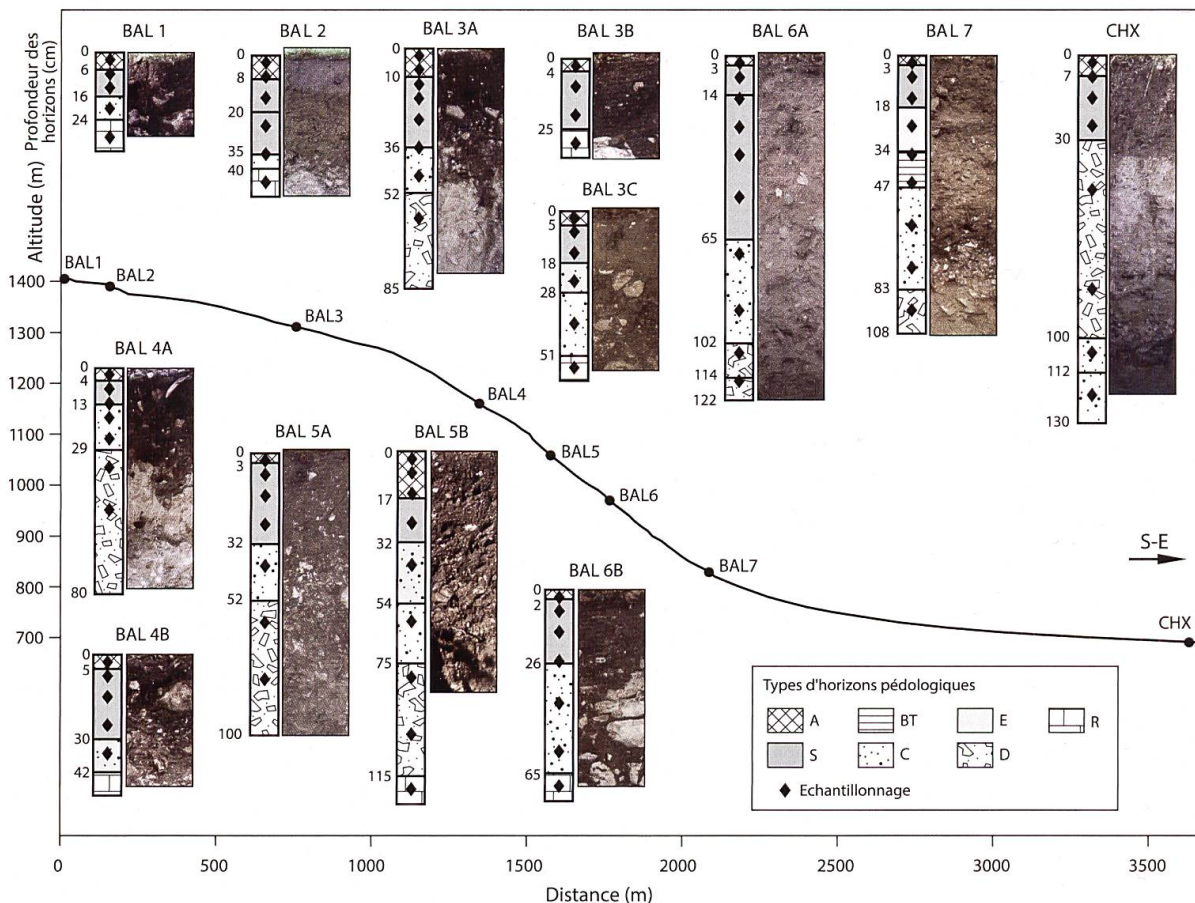 BAL 1
0
6
16
24
BAL 2
0
8
20
35
40
BAL 3A
0
10
36
52
85
BAL 3B
0
4
25
BAL 3C
0
5
18
28
51
BAL 6A
0
3
14
65
102
114
122
BAL 7
0
3
18
34
47
83
108
CHX
0
7
30
100
112
130
Profondeur des
horizons (cm)
Altitude (m)
1400
1300
1200
1100
1000
900
800
700
BAL1
BAL2
BAL3
BAL4
BAL5
BAL6
BAL7
CHX
S-E
BAL 4A
0
4
13
29
80
BAL 4B
0
5
30
42
BAL 5A
0
3
32
52
100
BAL 5B
0
17
32
54
75
115
BAL 6B
0
2
26
65
Types d'horizons pédologiques
A BT E R
S C D
Echantillonnage
0 500 1000 1500 2000 2500 3000 3500
Distance (m)